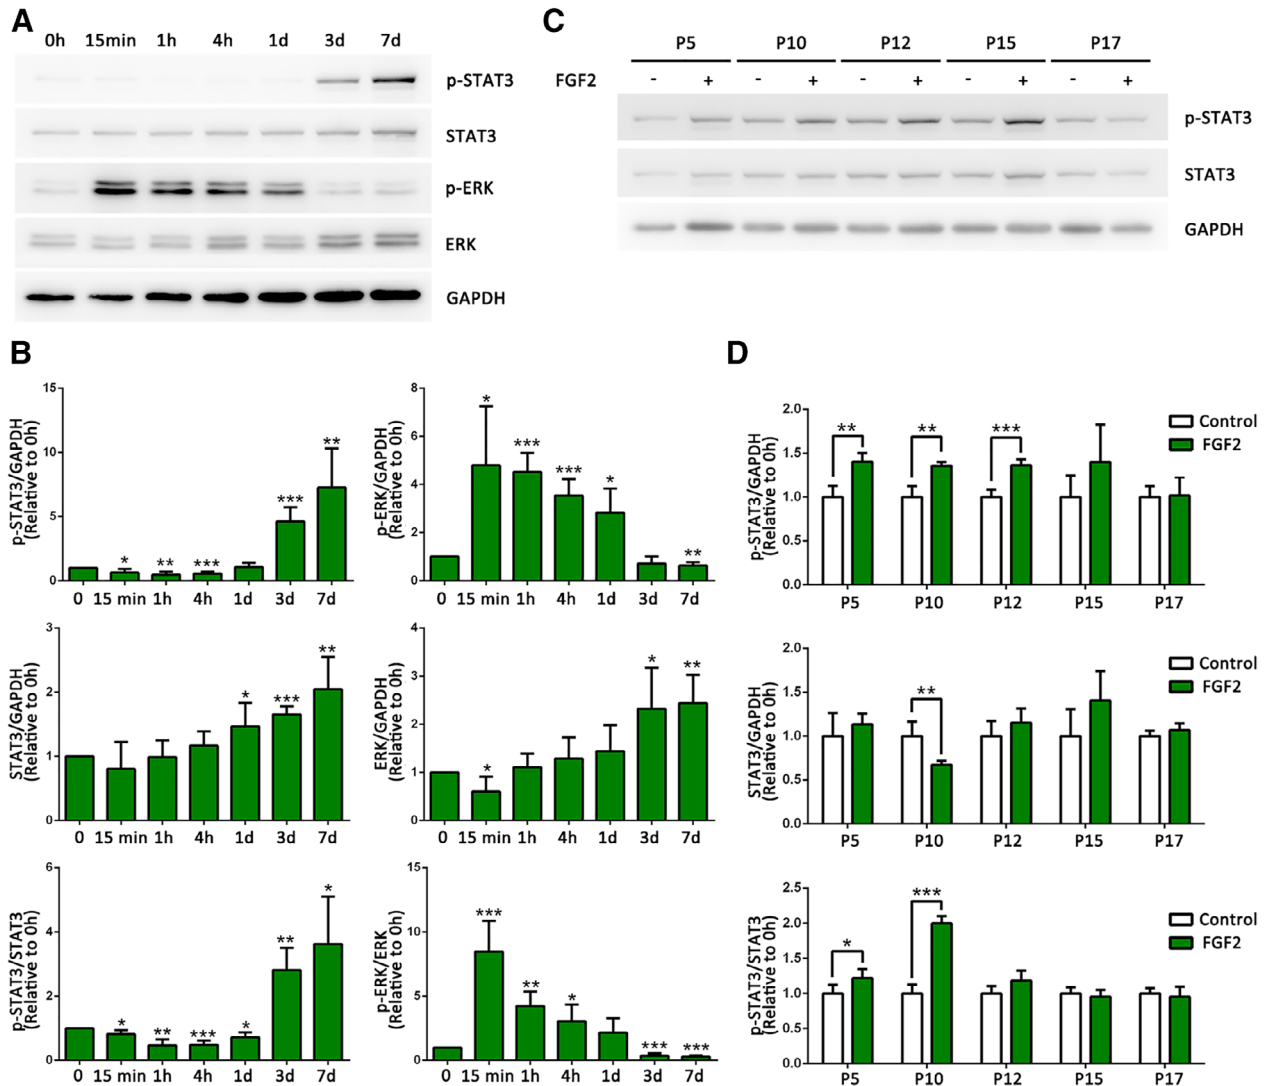 A
0h 15min 1h 4h 1d 3d 7d
p-STAT3
STAT3
p-ERK
ERK
GAPDH
C
P5 P10 P12 P15 P17
FGF2 - + - + - + - + - +
p-STAT3
STAT3
GAPDH
B
p-STAT3/GAPDH
(Relative to 0h)
15
10
5
0
* ** *** *** **
0 15 min 1h 4h 1d 3d 7d
p-ERK/GAPDH
(Relative to 0h)
8
6
4
2
0
* *** *** * **
0 15 min 1h 4h 1d 3d 7d
STAT3/GAPDH
(Relative to 0h)
3
2
1
0
* *** **
0 15 min 1h 4h 1d 3d 7d
ERK/GAPDH
(Relative to 0h)
4
3
2
1
0
* * **
0 15 min 1h 4h 1d 3d 7d
p-STAT3/STAT3
(Relative to 0h)
6
4
2
0
* ** *** * ** *
0 15 min 1h 4h 1d 3d 7d
p-ERK/ERK
(Relative to 0h)
15
10
5
0
*** ** * *** ***
0 15 min 1h 4h 1d 3d 7d
D
p-STAT3/GAPDH
(Relative to 0h)
2.0
1.5
1.0
0.5
0.0
** ** ***
P5 P10 P12 P15 P17
Control
FGF2
STAT3/GAPDH
(Relative to 0h)
2.0
1.5
1.0
0.5
0.0
**
P5 P10 P12 P15 P17
Control
FGF2
p-STAT3/STAT3
(Relative to 0h)
2.5
2.0
1.5
1.0
0.5
0.0
* ***
P5 P10 P12 P15 P17
Control
FGF2